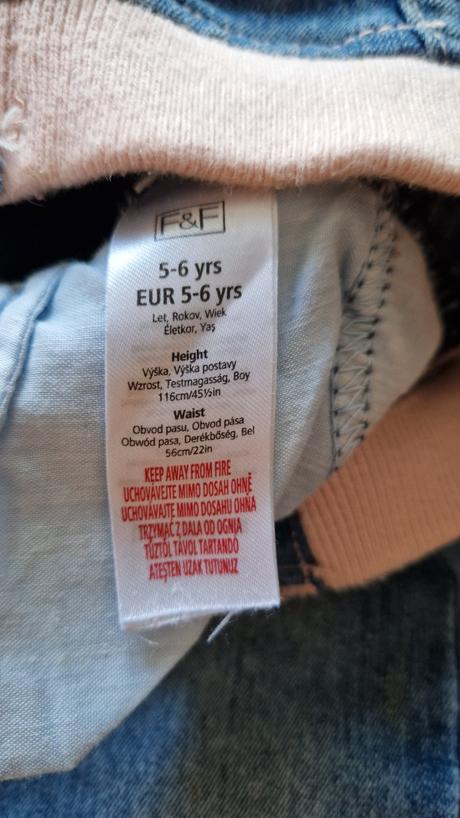 F&F
5-6 yrs
EUR 5-6 yrs
Let, Rokov, Wiek
Életkor, Yaş
Height
Výška, Výška postavy
Wzrost, Testmagasság, Boy
116cm/45½in
Waist
Obvod pasu, Obvod pása
Obwód pasa, Derékbőség, Bel
56cm/22in
KEEP AWAY FROM FIRE
UCHOVÁVEJTE MIMO DOSAH OHNĚ
UCHOVÁVAJTE MIMO DOSAHU OHŇA
TRZYMAĆ Z DALA OD OGNIA
TŰZTŐL TÁVOL TARTANDÓ
ATEŞTEN UZAK TUTUNUZ